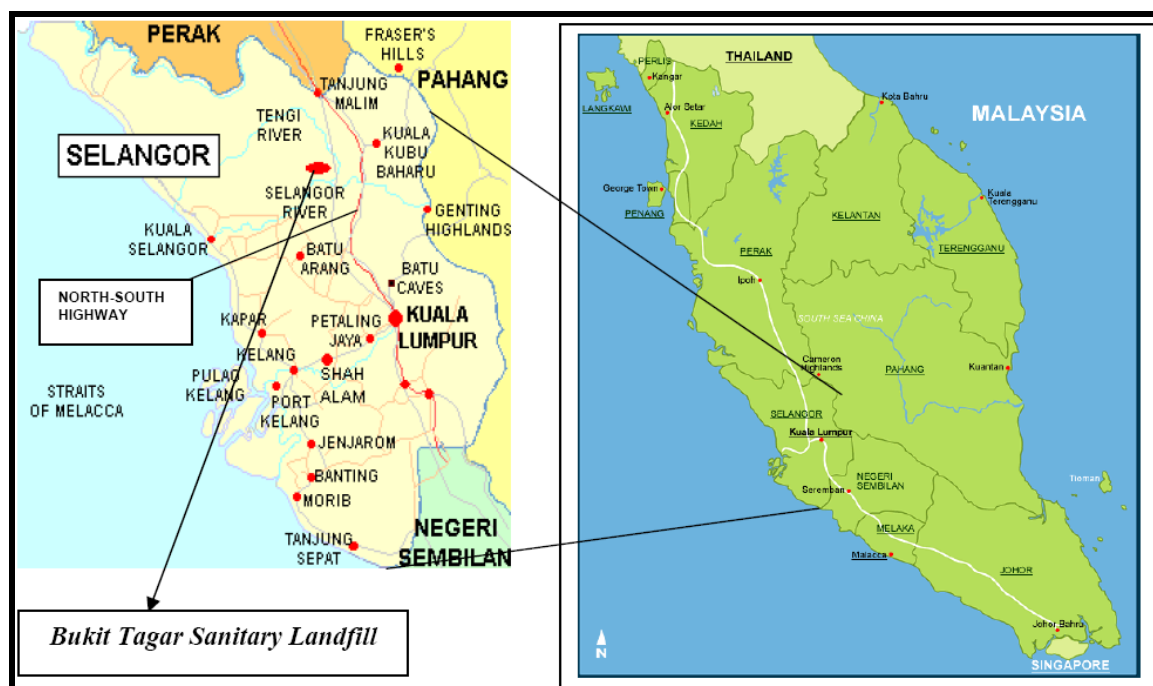 PERAK
FRASER'S
HILLS
PAHANG
TANJUNG
MALIM
TENGI
RIVER
KUALA
KUBU
BAHARU
SELANGOR
SELANGOR
RIVER
GENTING
HIGHLANDS
KUALA
SELANGOR
BATU
ARANG
BATU
CAVES
NORTH-SOUTH
HIGHWAY
KAPAR
PETALING
JAYA
KUALA
LUMPUR
KELANG
PULAU
KELANG
SHAH
ALAM
PORT
KELANG
STRAITS
OF MELACCA
JENJAROM
BANTING
MORIB
TANJUNG
SEPAT
NEGERI
SEMBILAN
Bukit Tagar Sanitary Landfill
THAILAND
PERLIS
Kangar
LANGKAWI
Alor Setar
KEDAH
Kota Bahru
MALAYSIA
George Town
PENANG
KELANTAN
Kuala
Terengganu
TERENGGANU
PERAK
Ipoh
SOUTH SEA CHINA
Cameron
Highlands
PAHANG
Kuantan
SELANGOR
Kuala Lumpur
NEGERI
SEMBILAN
Seremban
Tioman
MELAKA
Malacca
JOHOR
Johor Bahru
N
SINGAPORE